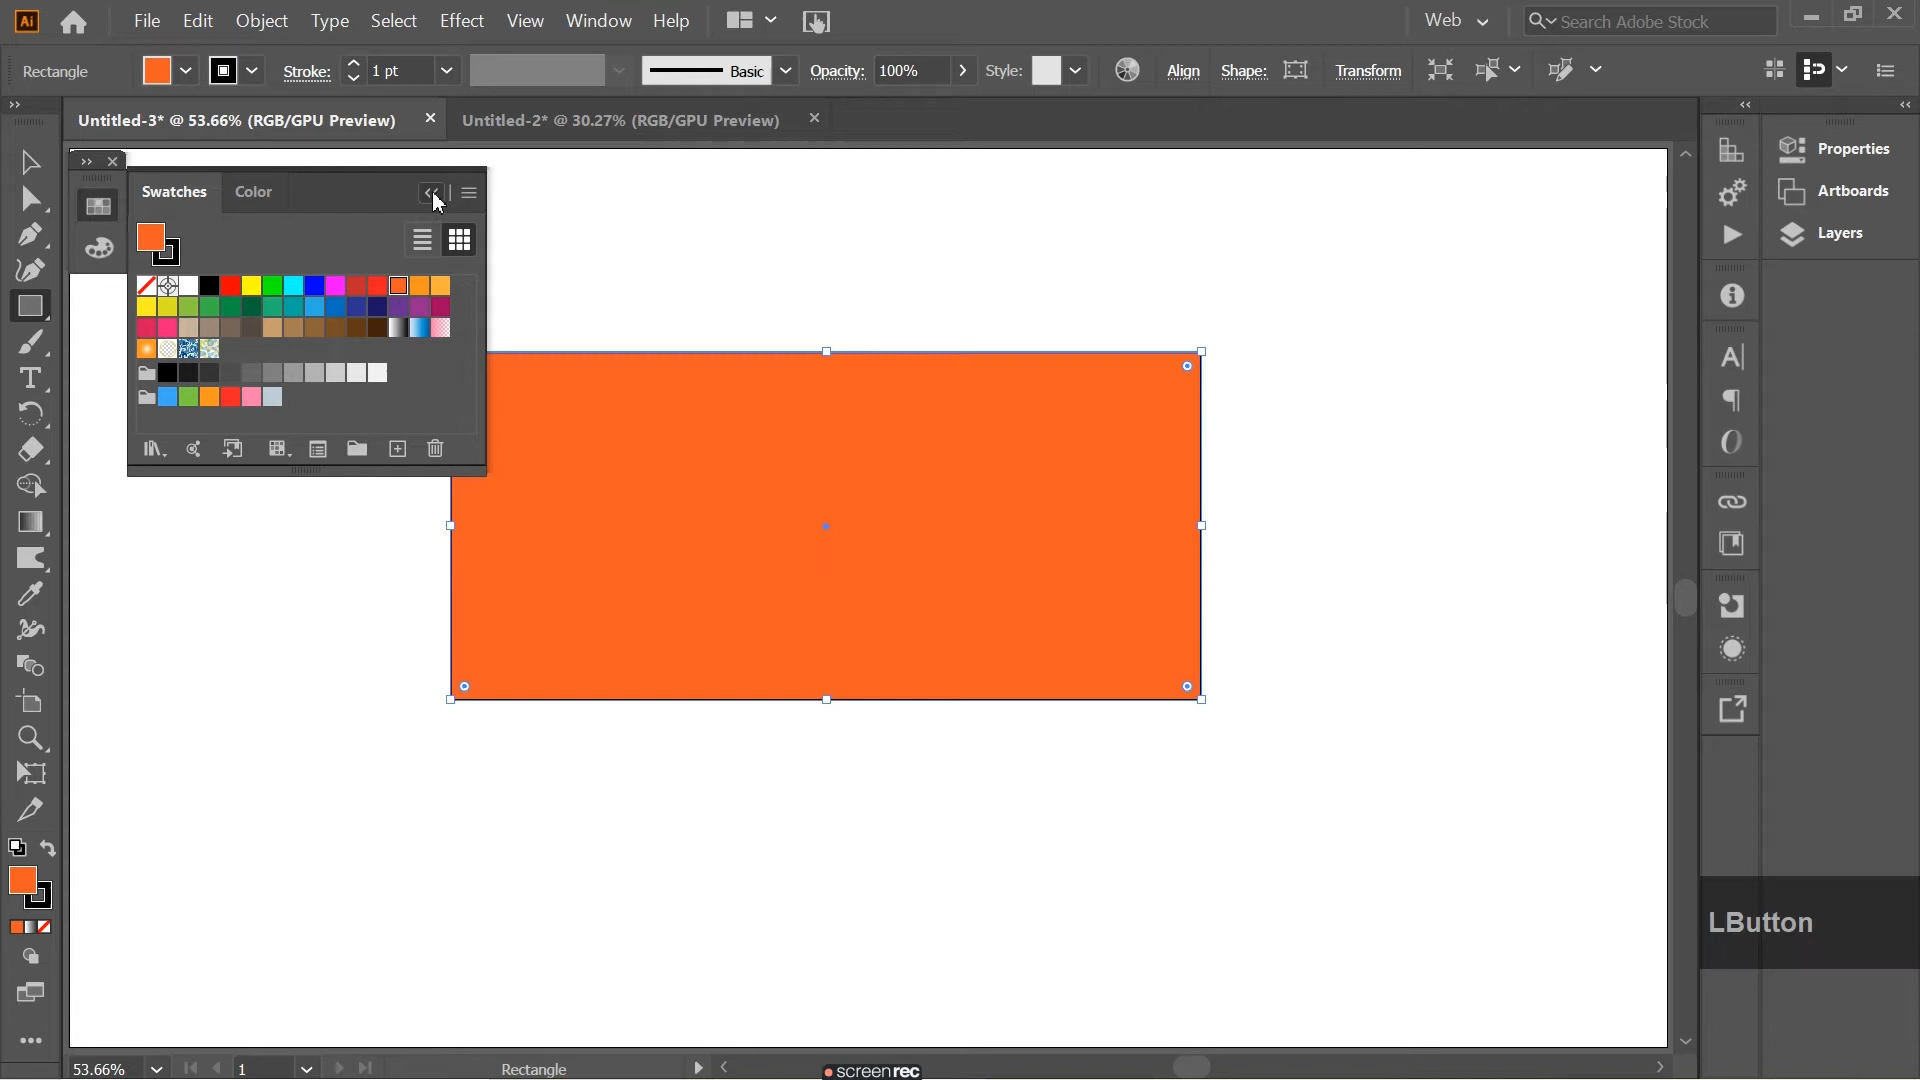 Ai File Edit Object Type Select Effect View Window Help Web Search Adobe Stock
Rectangle Stroke: 1 pt Basic Opacity: 100% Style: Align Shape: Transform
Untitled-3* @ 53.66% (RGB/GPU Preview) Untitled-2* @ 30.27% (RGB/GPU Preview)
Properties
Swatches Color Artboards
Layers
LButton
53.66% 1 Rectangle
screenrec